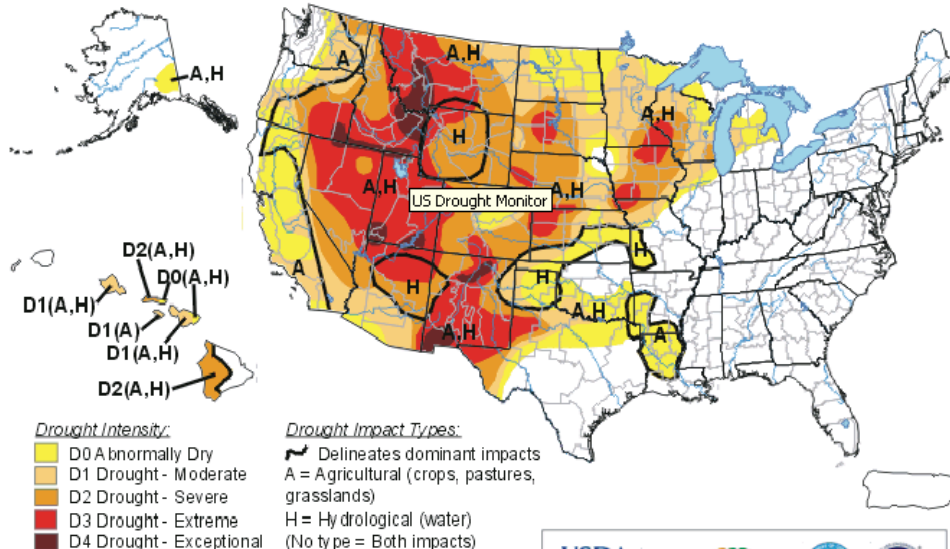 A,H
A
A,H
H
A,H
A,H
A,H
US Drought Monitor
A
H
H
H
A,H
A,H
A
D2(A,H)
D0(A,H)
D1(A,H)
D1(A)
D1(A,H)
D2(A,H)
Drought Intensity:
D0 Abnormally Dry
D1 Drought - Moderate
D2 Drought - Severe
D3 Drought - Extreme
D4 Drought - Exceptional
Drought Impact Types:
Delineates dominant impacts
A = Agricultural (crops, pastures,
grasslands)
H = Hydrological (water)
(No type = Both impacts)
USDA